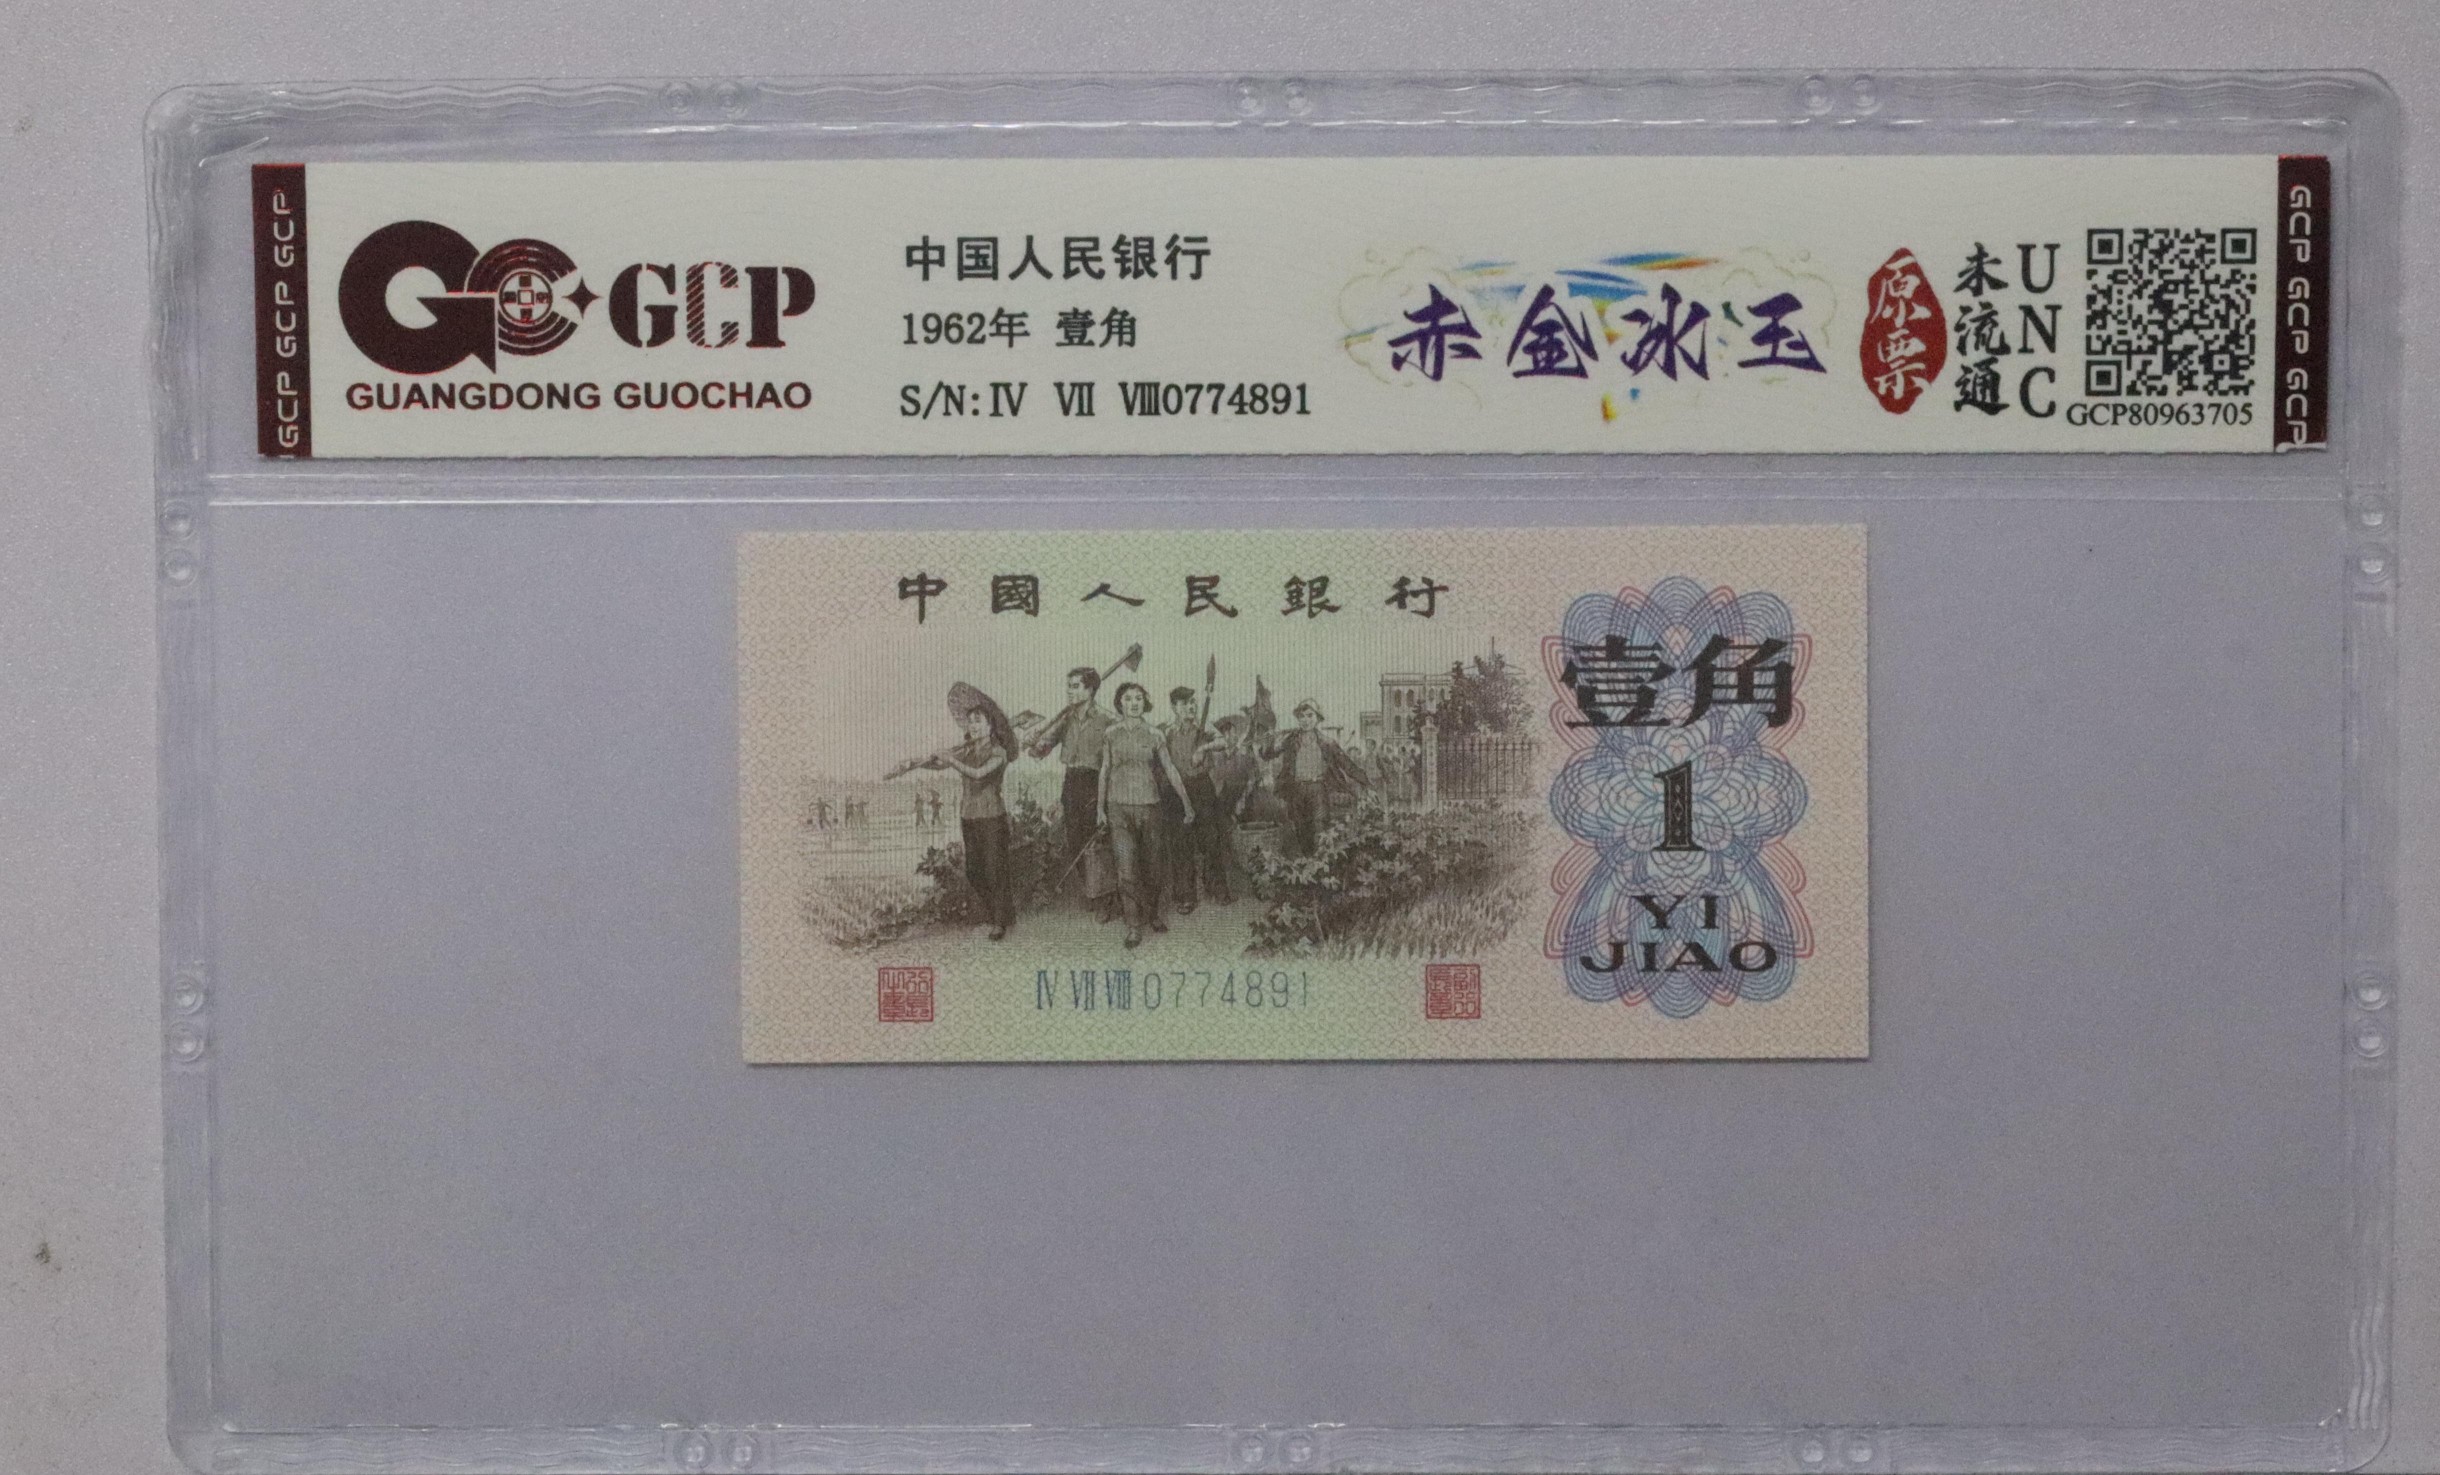 GCP GCP GCP
GCP
GUANGDONG GUOCHAO
中国人民银行
1962年 壹角
S/N:Ⅳ Ⅶ Ⅷ0774891
赤金冰玉
原票
未流通
UNC
GCP80963705
GCP GCP GCP
中國人民銀行
壹角
1
YI
JIAO
Ⅳ Ⅶ Ⅷ 0774891